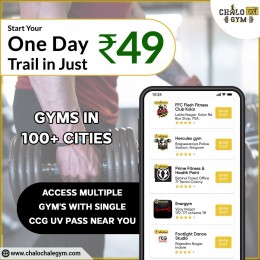 CHALO
GYM
Start Your
One Day
Trail in Just
₹49
GYMS IN
100+ CITIES
ACCESS MULTIPLE
GYM'S WITH SINGLE
CCG UV PASS NEAR YOU
FFC Flash Fitness
Club Kokar
Hercules gym
Prime Fitness &
Health Point
Energym
Footlight Dance
Studio
www.chalochalegym.com